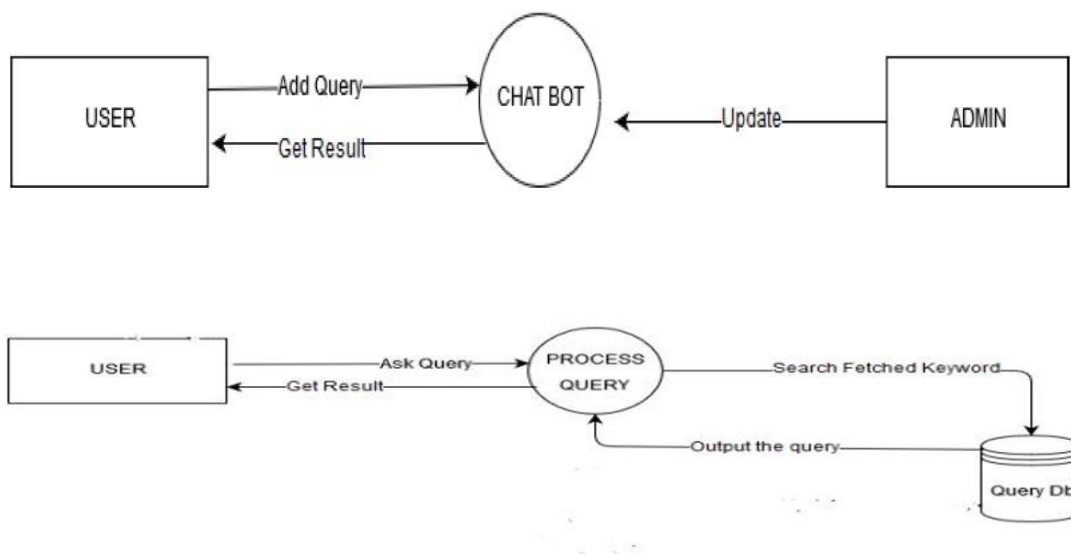 USER
Add Query
Get Result
CHAT BOT
Update
ADMIN
USER
Ask Query
Get Result
PROCESS
QUERY
Search Fetched Keyword
Output the query
Query Db